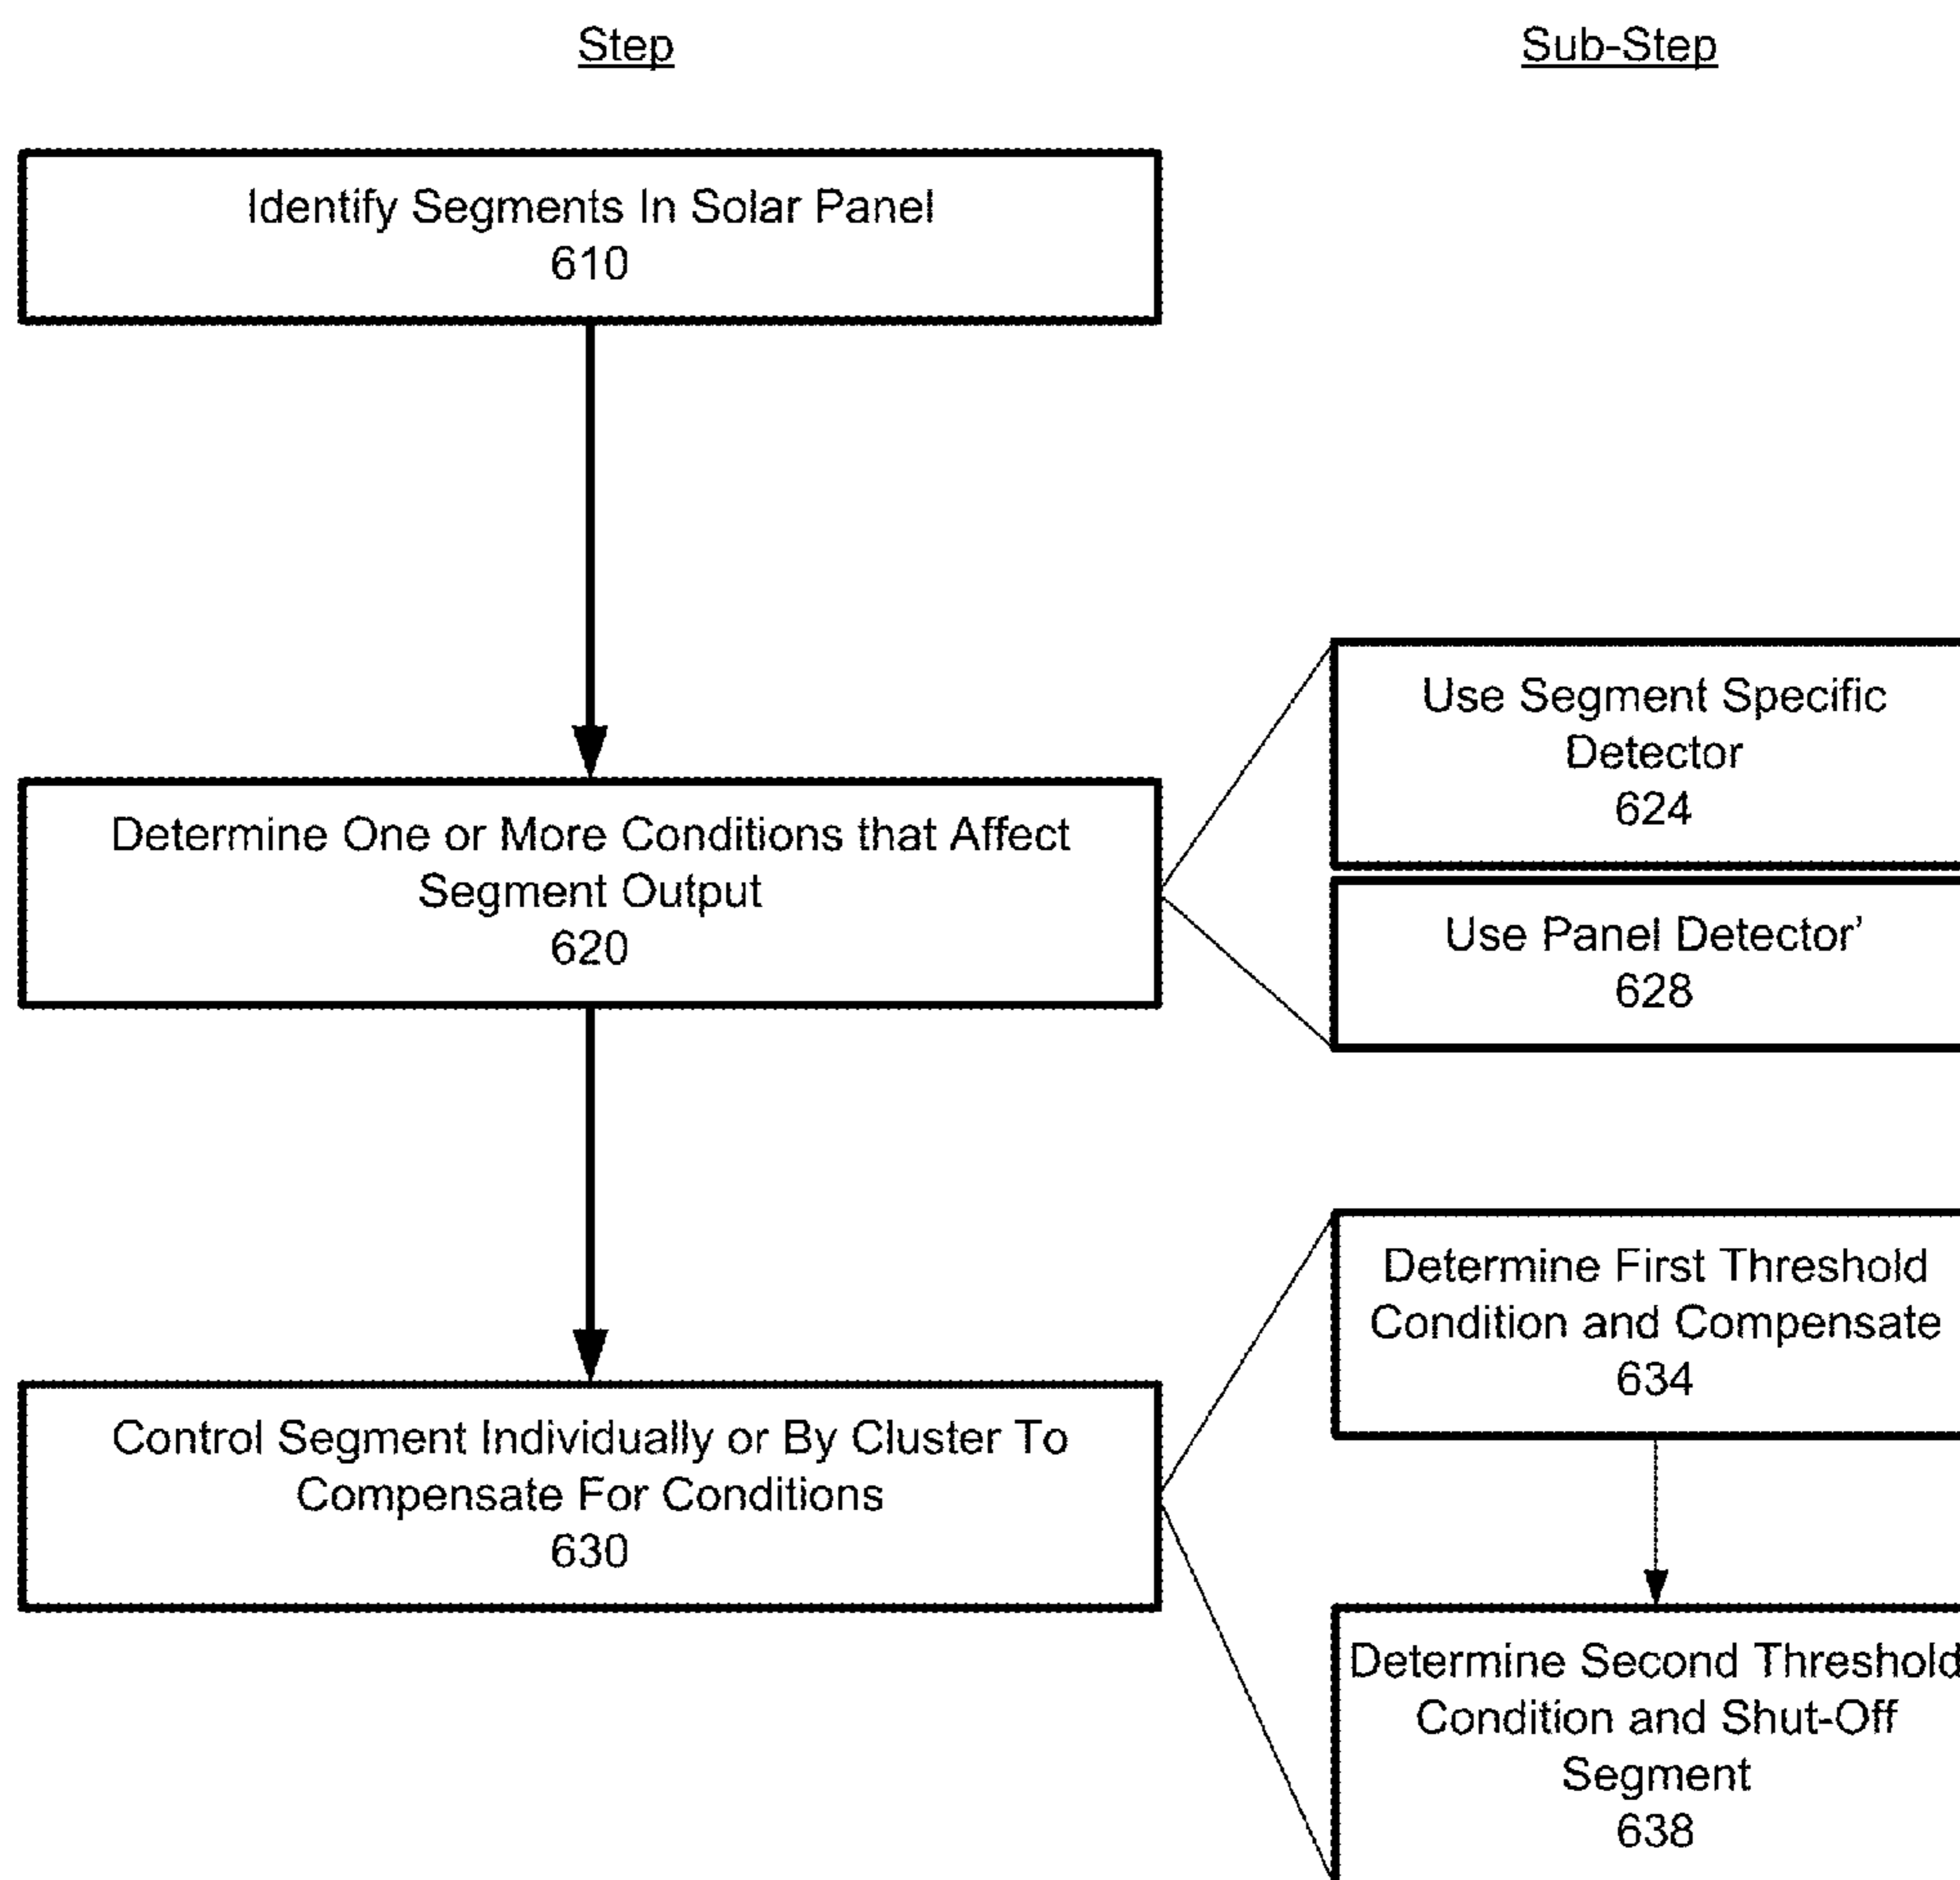 Step
Sub-Step
Identify Segments In Solar Panel
610
Use Segment Specific
Detector
624
Determine One or More Conditions that Affect
Segment Output
620
Use Panel Detector'
628
Determine First Threshold
Condition and Compensate
634
Control Segment Individually or By Cluster To
Compensate For Conditions
630
Determine Second Threshold
Condition and Shut-Off
Segment
638